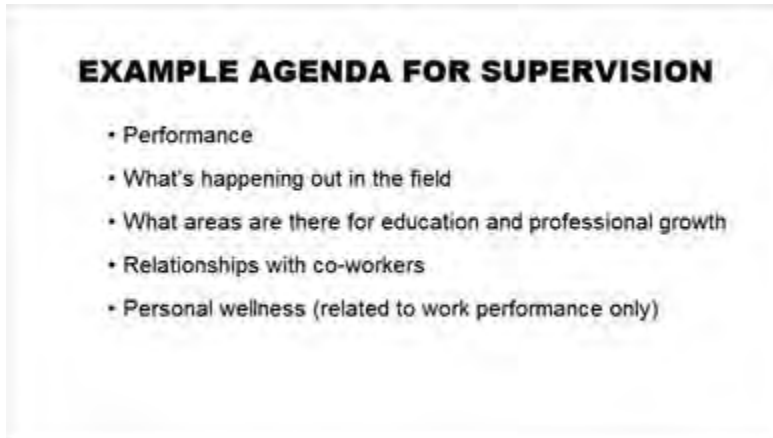 EXAMPLE AGENDA FOR SUPERVISION
• Performance
• What's happening out in the field
• What areas are there for education and professional growth
• Relationships with co-workers
• Personal wellness (related to work performance only)